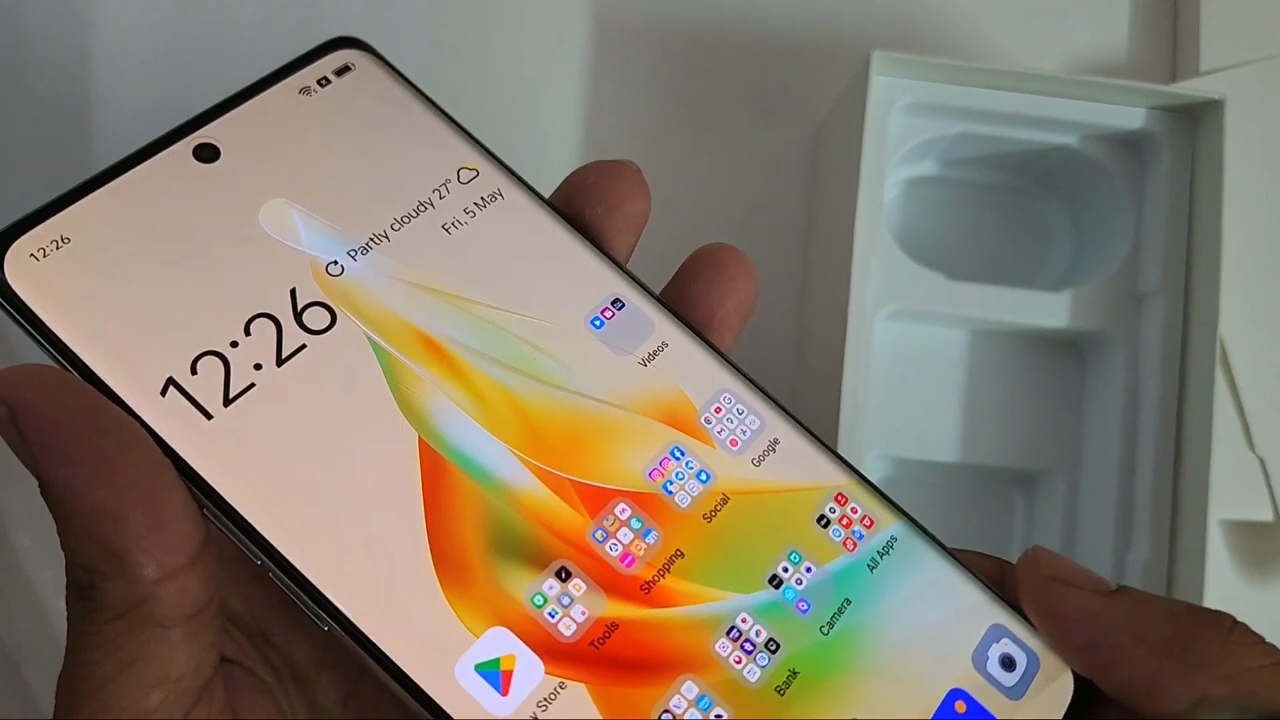 12:26
12:26
Partly cloudy 27°
Fri, 5 May
Videos
Google
Social
All Apps
Shopping
Camera
Tools
Bank
y Store